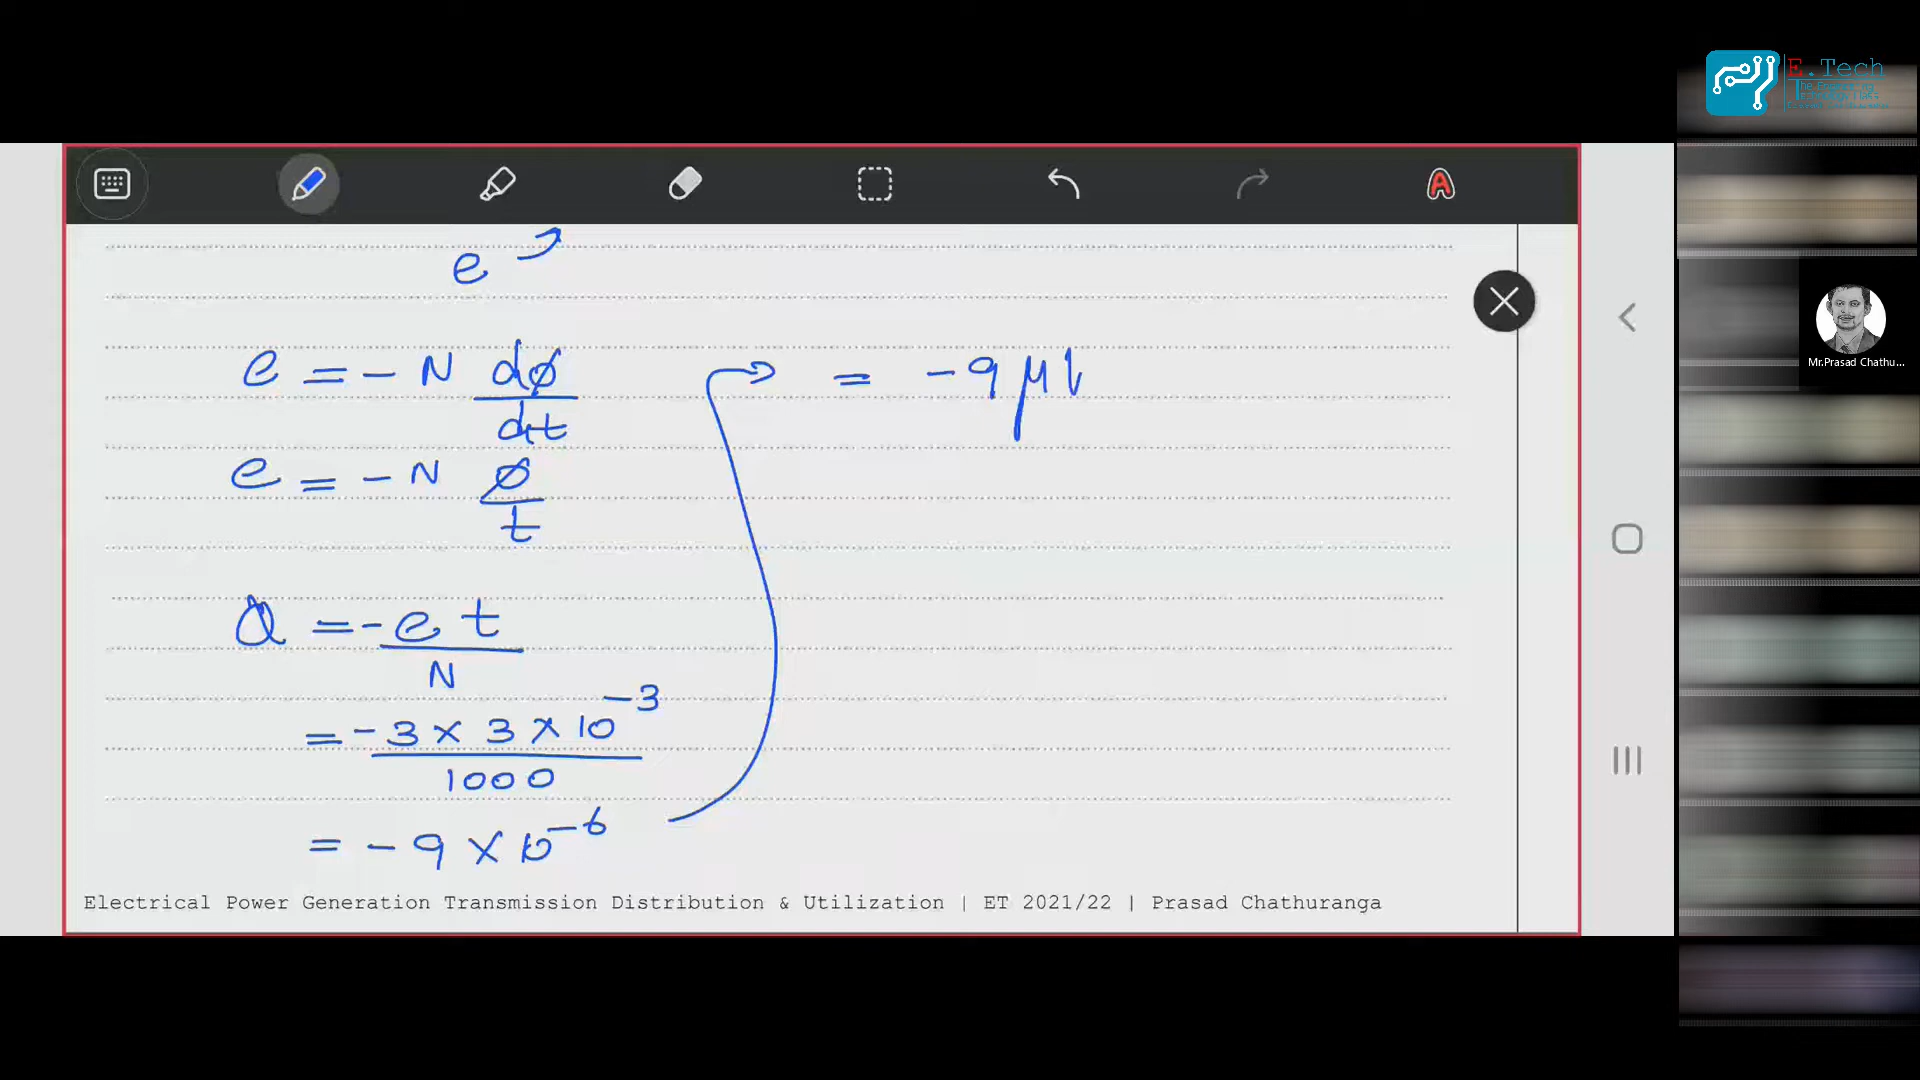 E.Tech
e
e = - N dφ/dt
e = - N φ/t
Q = - e t / N
= - 3 × 3 × 10⁻³ / 1000
= - 9 × 10⁻⁶
= - 9 μ
Electrical Power Generation Transmission Distribution & Utilization | ET 2021/22 | Prasad Chathuranga
Mr.Prasad Chathu...